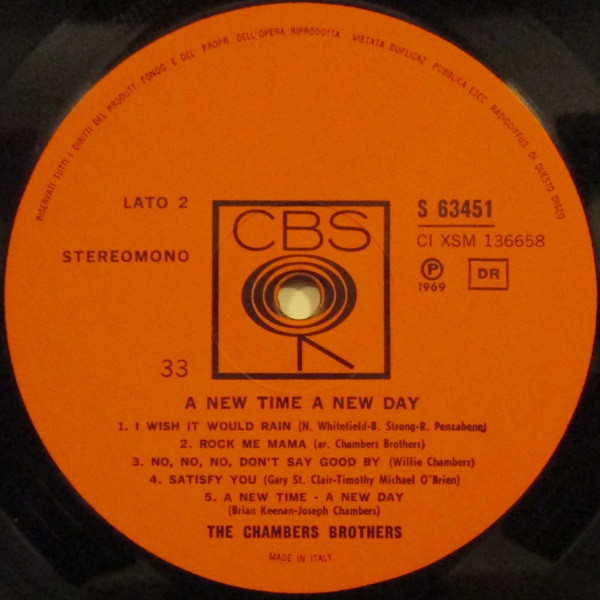 RISERVATI TUTTI I DIRITTI DEL PRODUTT. FONOG. E DEL PROPR. DELL'OPERA RIPRODOTTA VIETATA DUPLICAZ. PUBBLICA ESEC. RADIODIFFUS. DI QUESTO DISCO
LATO 2
CBS
S 63451
CI XSM 136658
STEREOMONO
P
1969
DR
33
A NEW TIME A NEW DAY
1. I WISH IT WOULD RAIN (N. Whitefield-B. Strong-R. Penzabene)
2. ROCK ME MAMA (ar. Chambers Brothers)
3. NO, NO, NO, DON'T SAY GOOD BY (Willie Chambers)
4. SATISFY YOU (Gary St. Clair-Timothy Michael O'Brien)
5. A NEW TIME - A NEW DAY
(Brian Keenan-Joseph Chambers)
THE CHAMBERS BROTHERS
MADE IN ITALY